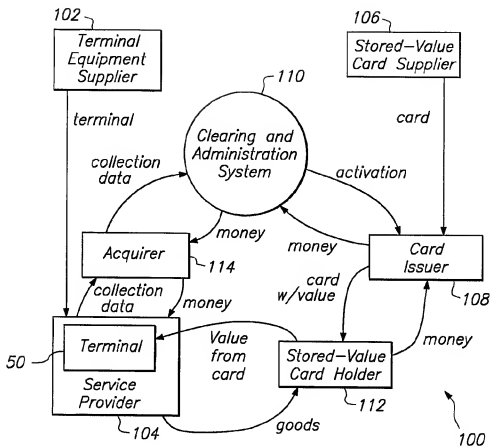 102
106
Terminal
Equipment
Supplier
Stored-Value
Card Supplier
110
terminal
card
Clearing and
Administration
System
collection
data
activation
money
money
Acquirer
114
Card
Issuer
108
collection
data
money
card
w/value
50
Terminal
Value
from
card
Stored-Value
Card Holder
money
Service
Provider
104
112
goods
100